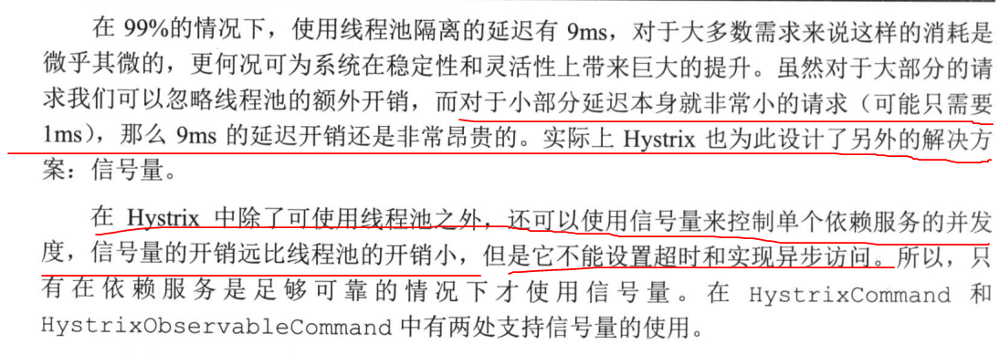 在 99%的情况下，使用线程池隔离的延迟有 9ms，对于大多数需求来说这样的消耗是
微乎其微的，更何况可为系统在稳定性和灵活性上带来巨大的提升。虽然对于大部分的请
求我们可以忽略线程池的额外开销，而对于小部分延迟本身就非常小的请求（可能只需要
1ms），那么 9ms 的延迟开销还是非常昂贵的。实际上 Hystrix 也为此设计了另外的解决方
案：信号量。
在 Hystrix 中除了可使用线程池之外，还可以使用信号量来控制单个依赖服务的并发
度，信号量的开销远比线程池的开销小，但是它不能设置超时和实现异步访问。所以，只
有在依赖服务是足够可靠的情况下才使用信号量。在 HystrixCommand 和
HystrixObservableCommand 中有两处支持信号量的使用。